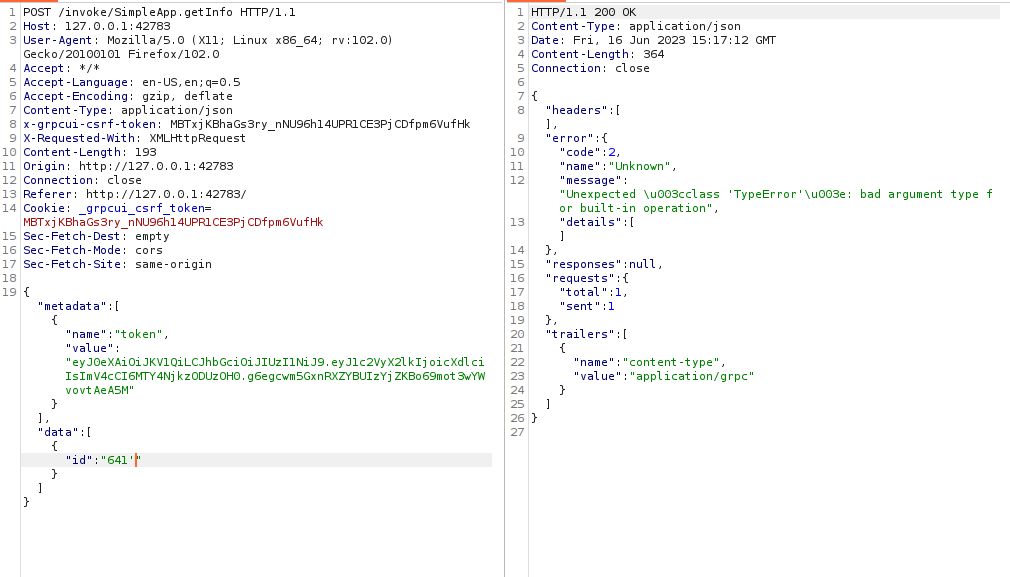 1 POST /invoke/SimpleApp.getInfo HTTP/1.1
2 Host: 127.0.0.1:42783
3 User-Agent: Mozilla/5.0 (X11; Linux x86_64; rv:102.0)
Gecko/20100101 Firefox/102.0
4 Accept: */*
5 Accept-Language: en-US,en;q=0.5
6 Accept-Encoding: gzip, deflate
7 Content-Type: application/json
8 x-grpcui-csrf-token: MBTxjKBhaGs3ry_nNU96h14UPR1CE3PjCDfpm6VufHk
9 X-Requested-With: XMLHttpRequest
10 Content-Length: 193
11 Origin: http://127.0.0.1:42783
12 Connection: close
13 Referer: http://127.0.0.1:42783/
14 Cookie: _grpcui_csrf_token=
MBTxjKBhaGs3ry_nNU96h14UPR1CE3PjCDfpm6VufHk
15 Sec-Fetch-Dest: empty
16 Sec-Fetch-Mode: cors
17 Sec-Fetch-Site: same-origin
18
19 {
"metadata":[
{
"name":"token",
"value":
"eyJ0eXAiOiJKV1QiLCJhbGciOiJIUzI1NiJ9.eyJ1c2VyX2lkIjoicXdlci
IsImV4cCI6MTY4NjkzODUzOH0.g6egcwm5GxnRXZYBUIzYjZKBo69mot3wYW
vovtAeA5M"
}
],
"data":[
{
"id":"641'"
}
]
}
1 HTTP/1.1 200 OK
2 Content-Type: application/json
3 Date: Fri, 16 Jun 2023 15:17:12 GMT
4 Content-Length: 364
5 Connection: close
6
7 {
8 "headers":[
],
9 "error":{
10 "code":2,
11 "name":"Unknown",
12 "message":
"Unexpected \u003cclass 'TypeError'\u003e: bad argument type f
or built-in operation",
13 "details":[
]
14 },
15 "responses":null,
16 "requests":{
17 "total":1,
18 "sent":1
19 },
20 "trailers":[
21 {
22 "name":"content-type",
23 "value":"application/grpc"
24 }
25 ]
26 }
27